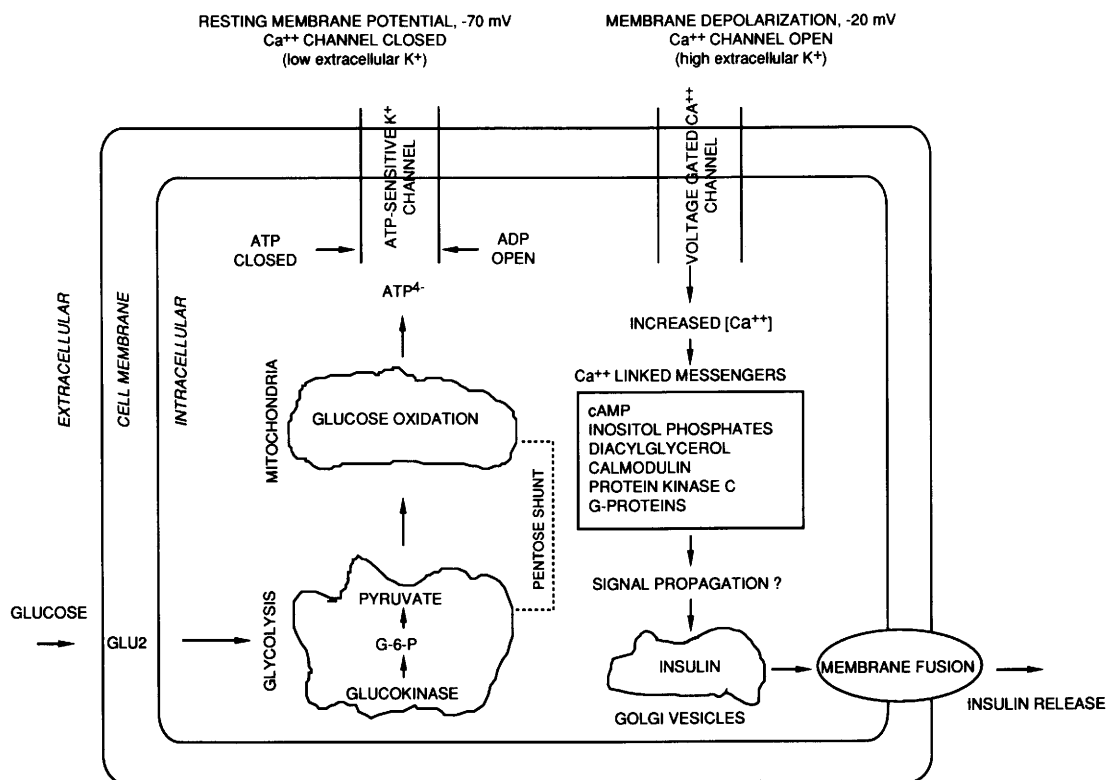 RESTING MEMBRANE POTENTIAL, -70 mV
Ca++ CHANNEL CLOSED
(low extracellular K+)
MEMBRANE DEPOLARIZATION, -20 mV
Ca++ CHANNEL OPEN
(high extracellular K+)
ATP-SENSITIVE K+
CHANNEL
VOLTAGE GATED CA++
CHANNEL
ATP
CLOSED
ADP
OPEN
EXTRACELLULAR
CELL MEMBRANE
INTRACELLULAR
ATP4-
MITOCHONDRIA
GLUCOSE OXIDATION
PENTOSE SHUNT
GLYCOLYSIS
PYRUVATE
G-6-P
GLUCOKINASE
GLUCOSE
GLU2
INCREASED [Ca++]
Ca++ LINKED MESSENGERS
cAMP
INOSITOL PHOSPHATES
DIACYLGLYCEROL
CALMODULIN
PROTEIN KINASE C
G-PROTEINS
SIGNAL PROPAGATION ?
INSULIN
GOLGI VESICLES
MEMBRANE FUSION
INSULIN RELEASE